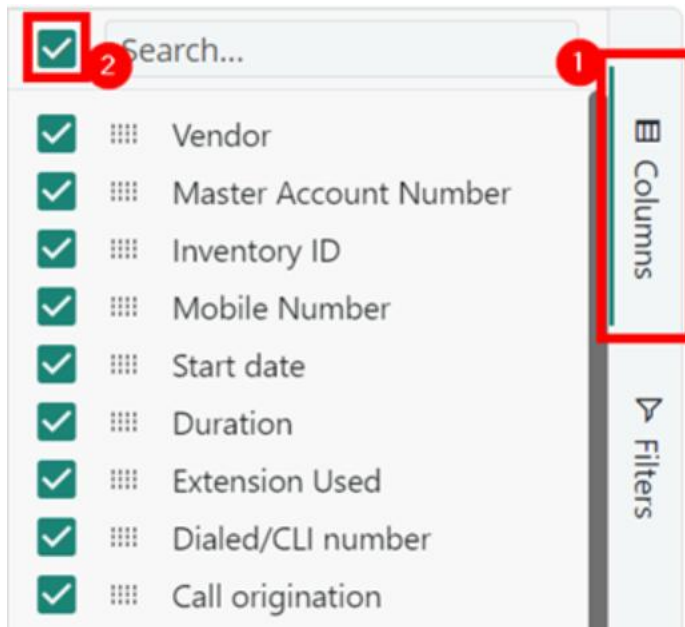 2 Search...
1
Vendor
Master Account Number
Inventory ID
Mobile Number
Start date
Duration
Extension Used
Dialed/CLI number
Call origination
Columns
Filters